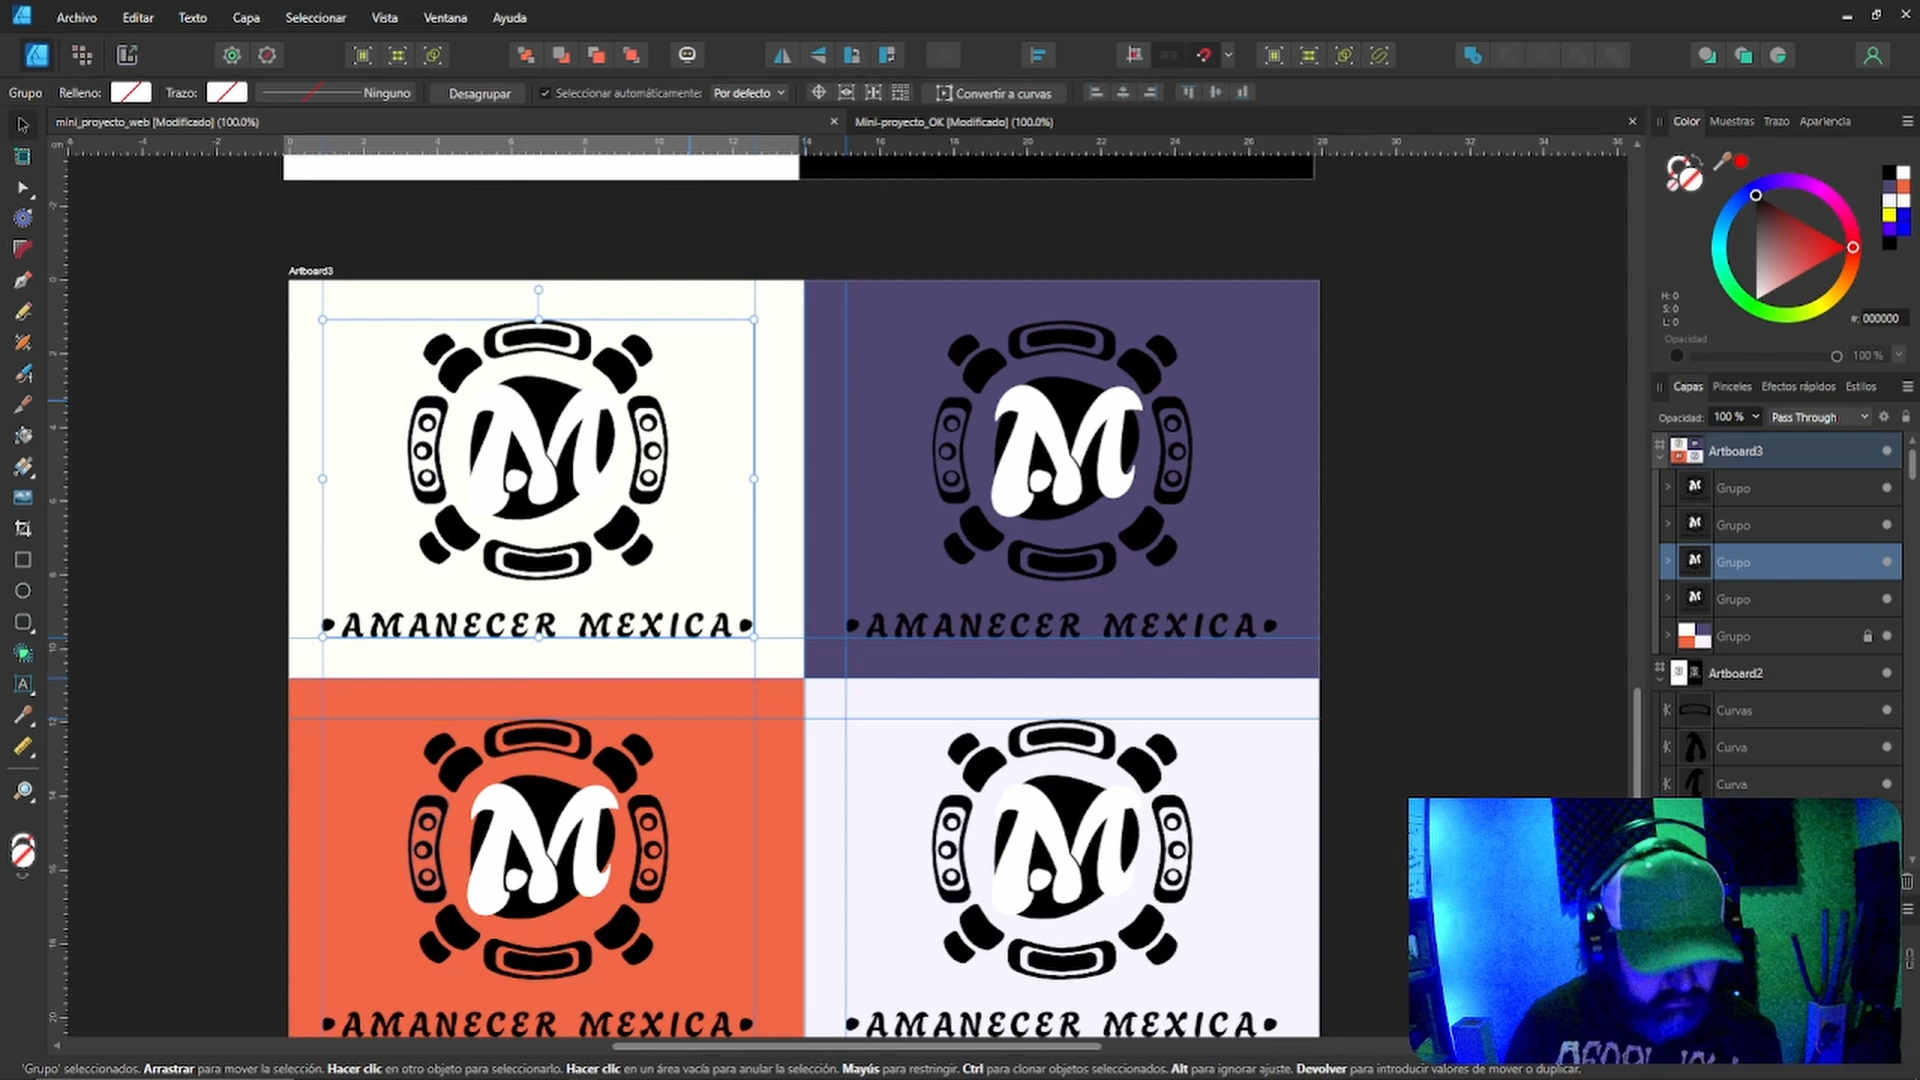 Archivo Editar Texto Capa Seleccionar Vista Ventana Ayuda
Grupo Relleno: Trazo: Ninguno Desagrupar Seleccionar automáticamente: Por defecto Convertir a curvas
mini_proyecto_web [Modificado] (100.0%) Mini-proyecto_OK [Modificado] (100.0%)
Color Muestras Trazo Apariencia
cm
Artboard3
AMANECER MEXICA
AMANECER MEXICA
AMANECER MEXICA
AMANECER MEXICA
H: 0
S: 0
L: 0
#: 000000
Opacidad
100 %
Capas Pinceles Efectos rápidos Estilos
Opacidad: 100 % Pass Through
Artboard3
Grupo
Grupo
Grupo
Grupo
Grupo
Artboard2
Curvas
Curva
Curva
'Grupo' seleccionados. Arrastrar para mover la selección. Hacer clic en otro objeto para seleccionarlo. Hacer clic en un área vacía para anular la selección. Mayús para restringir. Ctrl para clonar objetos seleccionados. Alt para ignorar ajuste. Devolver para introducir valores de mover o duplicar.